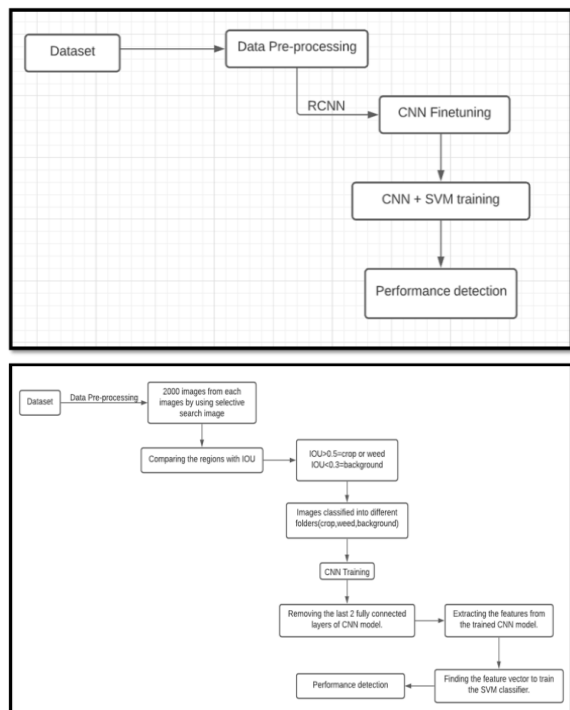 Dataset
Data Pre-processing
RCNN
CNN Finetuning
CNN + SVM training
Performance detection
Dataset
Data Pre-processing
2000 images from each
images by using selective
search image
Comparing the regions with IOU
IOU>0.5=crop or weed
IOU<0.3=background
Images classified into different
folders(crop,weed,background)
CNN Training
Removing the last 2 fully connected
layers of CNN model.
Extracting the features from
the trained CNN model.
Finding the feature vector to train
the SVM classifier.
Performance detection